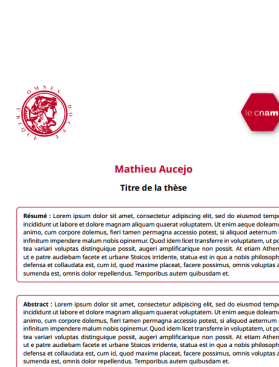 OMNES DOCET
le cnam
Mathieu Aucejo
Titre de la thèse
Résumé : Lorem ipsum dolor sit amet, consectetur adipiscing elit, sed do eiusmod temp
incididunt ut labore et dolore magnam aliquam quaerat voluptatem. Ut enim aeque doleam
animo, cum corpore dolemus, fieri tamen permagna accessio potest, si aliquod aeternum
infinitum impendere malum nobis opinemur. Quod idem licet transferre in voluptatem, ut po
tea variari voluptas distinguique possit, augeri amplificarique non possit. At etiam Athen
ut e patre audiebam facete et urbane Stoicos irridente, statua est in quo a nobis philosoph
defensa et collaudata est, cum id, quod maxime placeat, facere possimus, omnis voluptas
sumenda est, omnis dolor repellendus. Temporibus autem quibusdam et.
Abstract : Lorem ipsum dolor sit amet, consectetur adipiscing elit, sed do eiusmod temp
incididunt ut labore et dolore magnam aliquam quaerat voluptatem. Ut enim aeque doleam
animo, cum corpore dolemus, fieri tamen permagna accessio potest, si aliquod aeternum
infinitum impendere malum nobis opinemur. Quod idem licet transferre in voluptatem, ut po
tea variari voluptas distinguique possit, augeri amplificarique non possit. At etiam Athen
ut e patre audiebam facete et urbane Stoicos irridente, statua est in quo a nobis philosoph
defensa et collaudata est, cum id, quod maxime placeat, facere possimus, omnis voluptas
sumenda est, omnis dolor repellendus. Temporibus autem quibusdam et.